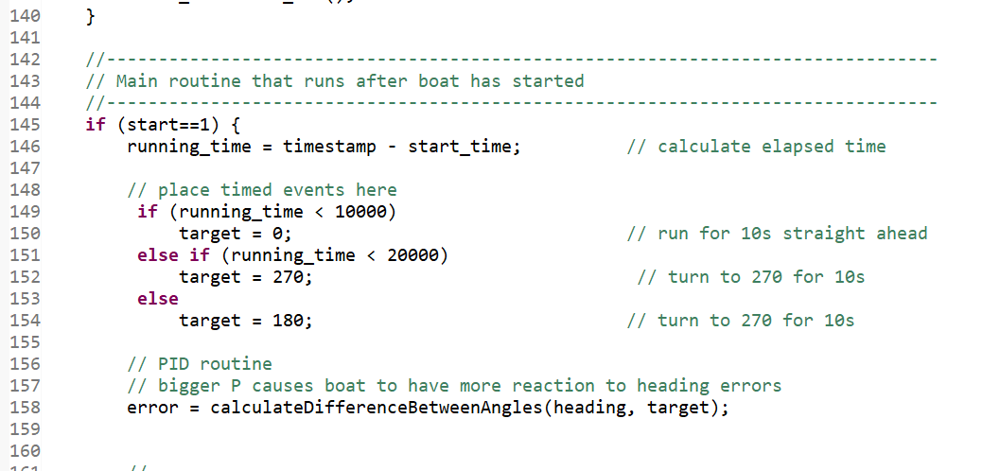 140 }
141
142 //--------------------------------------------------------------------------------
143 // Main routine that runs after boat has started
144 //--------------------------------------------------------------------------------
145 if (start==1) {
146 running_time = timestamp - start_time; // calculate elapsed time
147
148 // place timed events here
149 if (running_time < 10000)
150 target = 0; // run for 10s straight ahead
151 else if (running_time < 20000)
152 target = 270; // turn to 270 for 10s
153 else
154 target = 180; // turn to 270 for 10s
155
156 // PID routine
157 // bigger P causes boat to have more reaction to heading errors
158 error = calculateDifferenceBetweenAngles(heading, target);
159
160